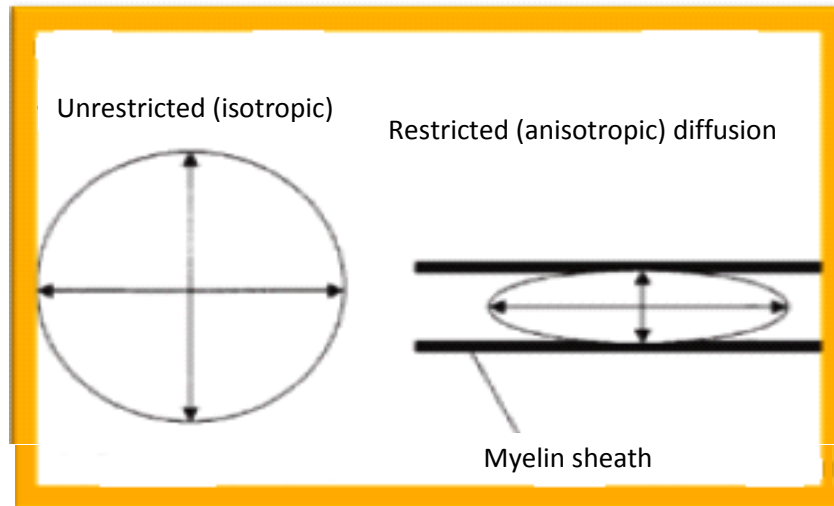 Unrestricted (isotropic)
Restricted (anisotropic) diffusion
Myelin sheath